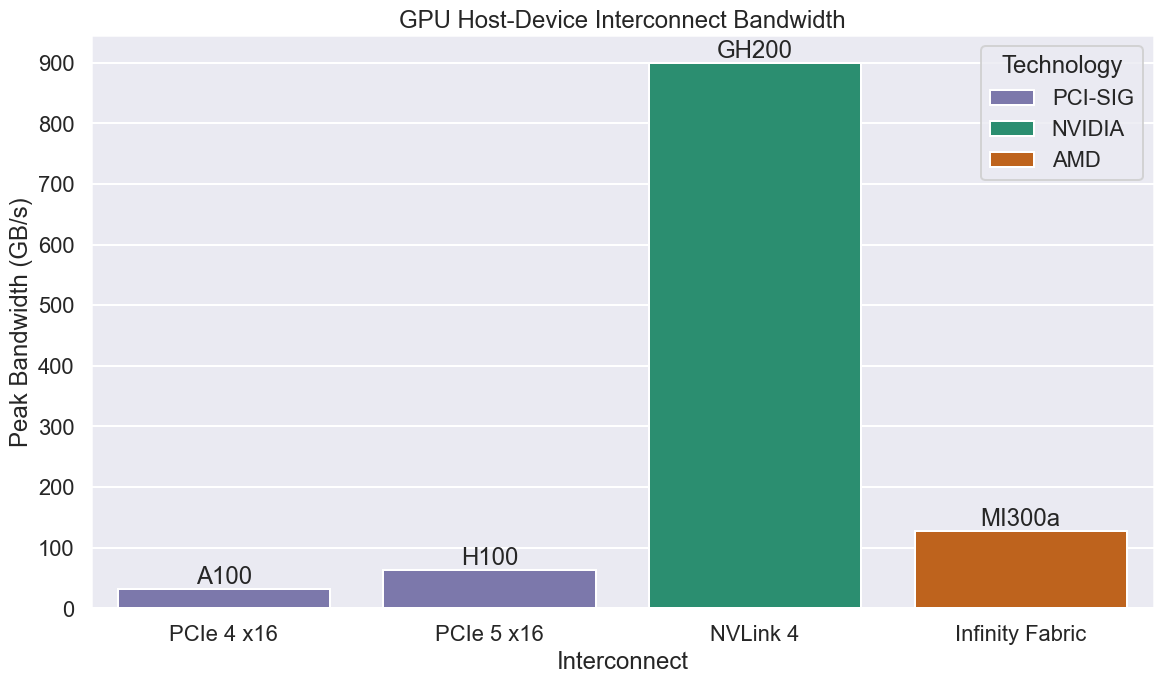 GPU Host-Device Interconnect Bandwidth
Peak Bandwidth (GB/s)
900
800
700
600
500
400
300
200
100
0
A100
H100
GH200
MI300a
Technology
PCI-SIG
NVIDIA
AMD
PCIe 4 x16
PCIe 5 x16
NVLink 4
Infinity Fabric
Interconnect